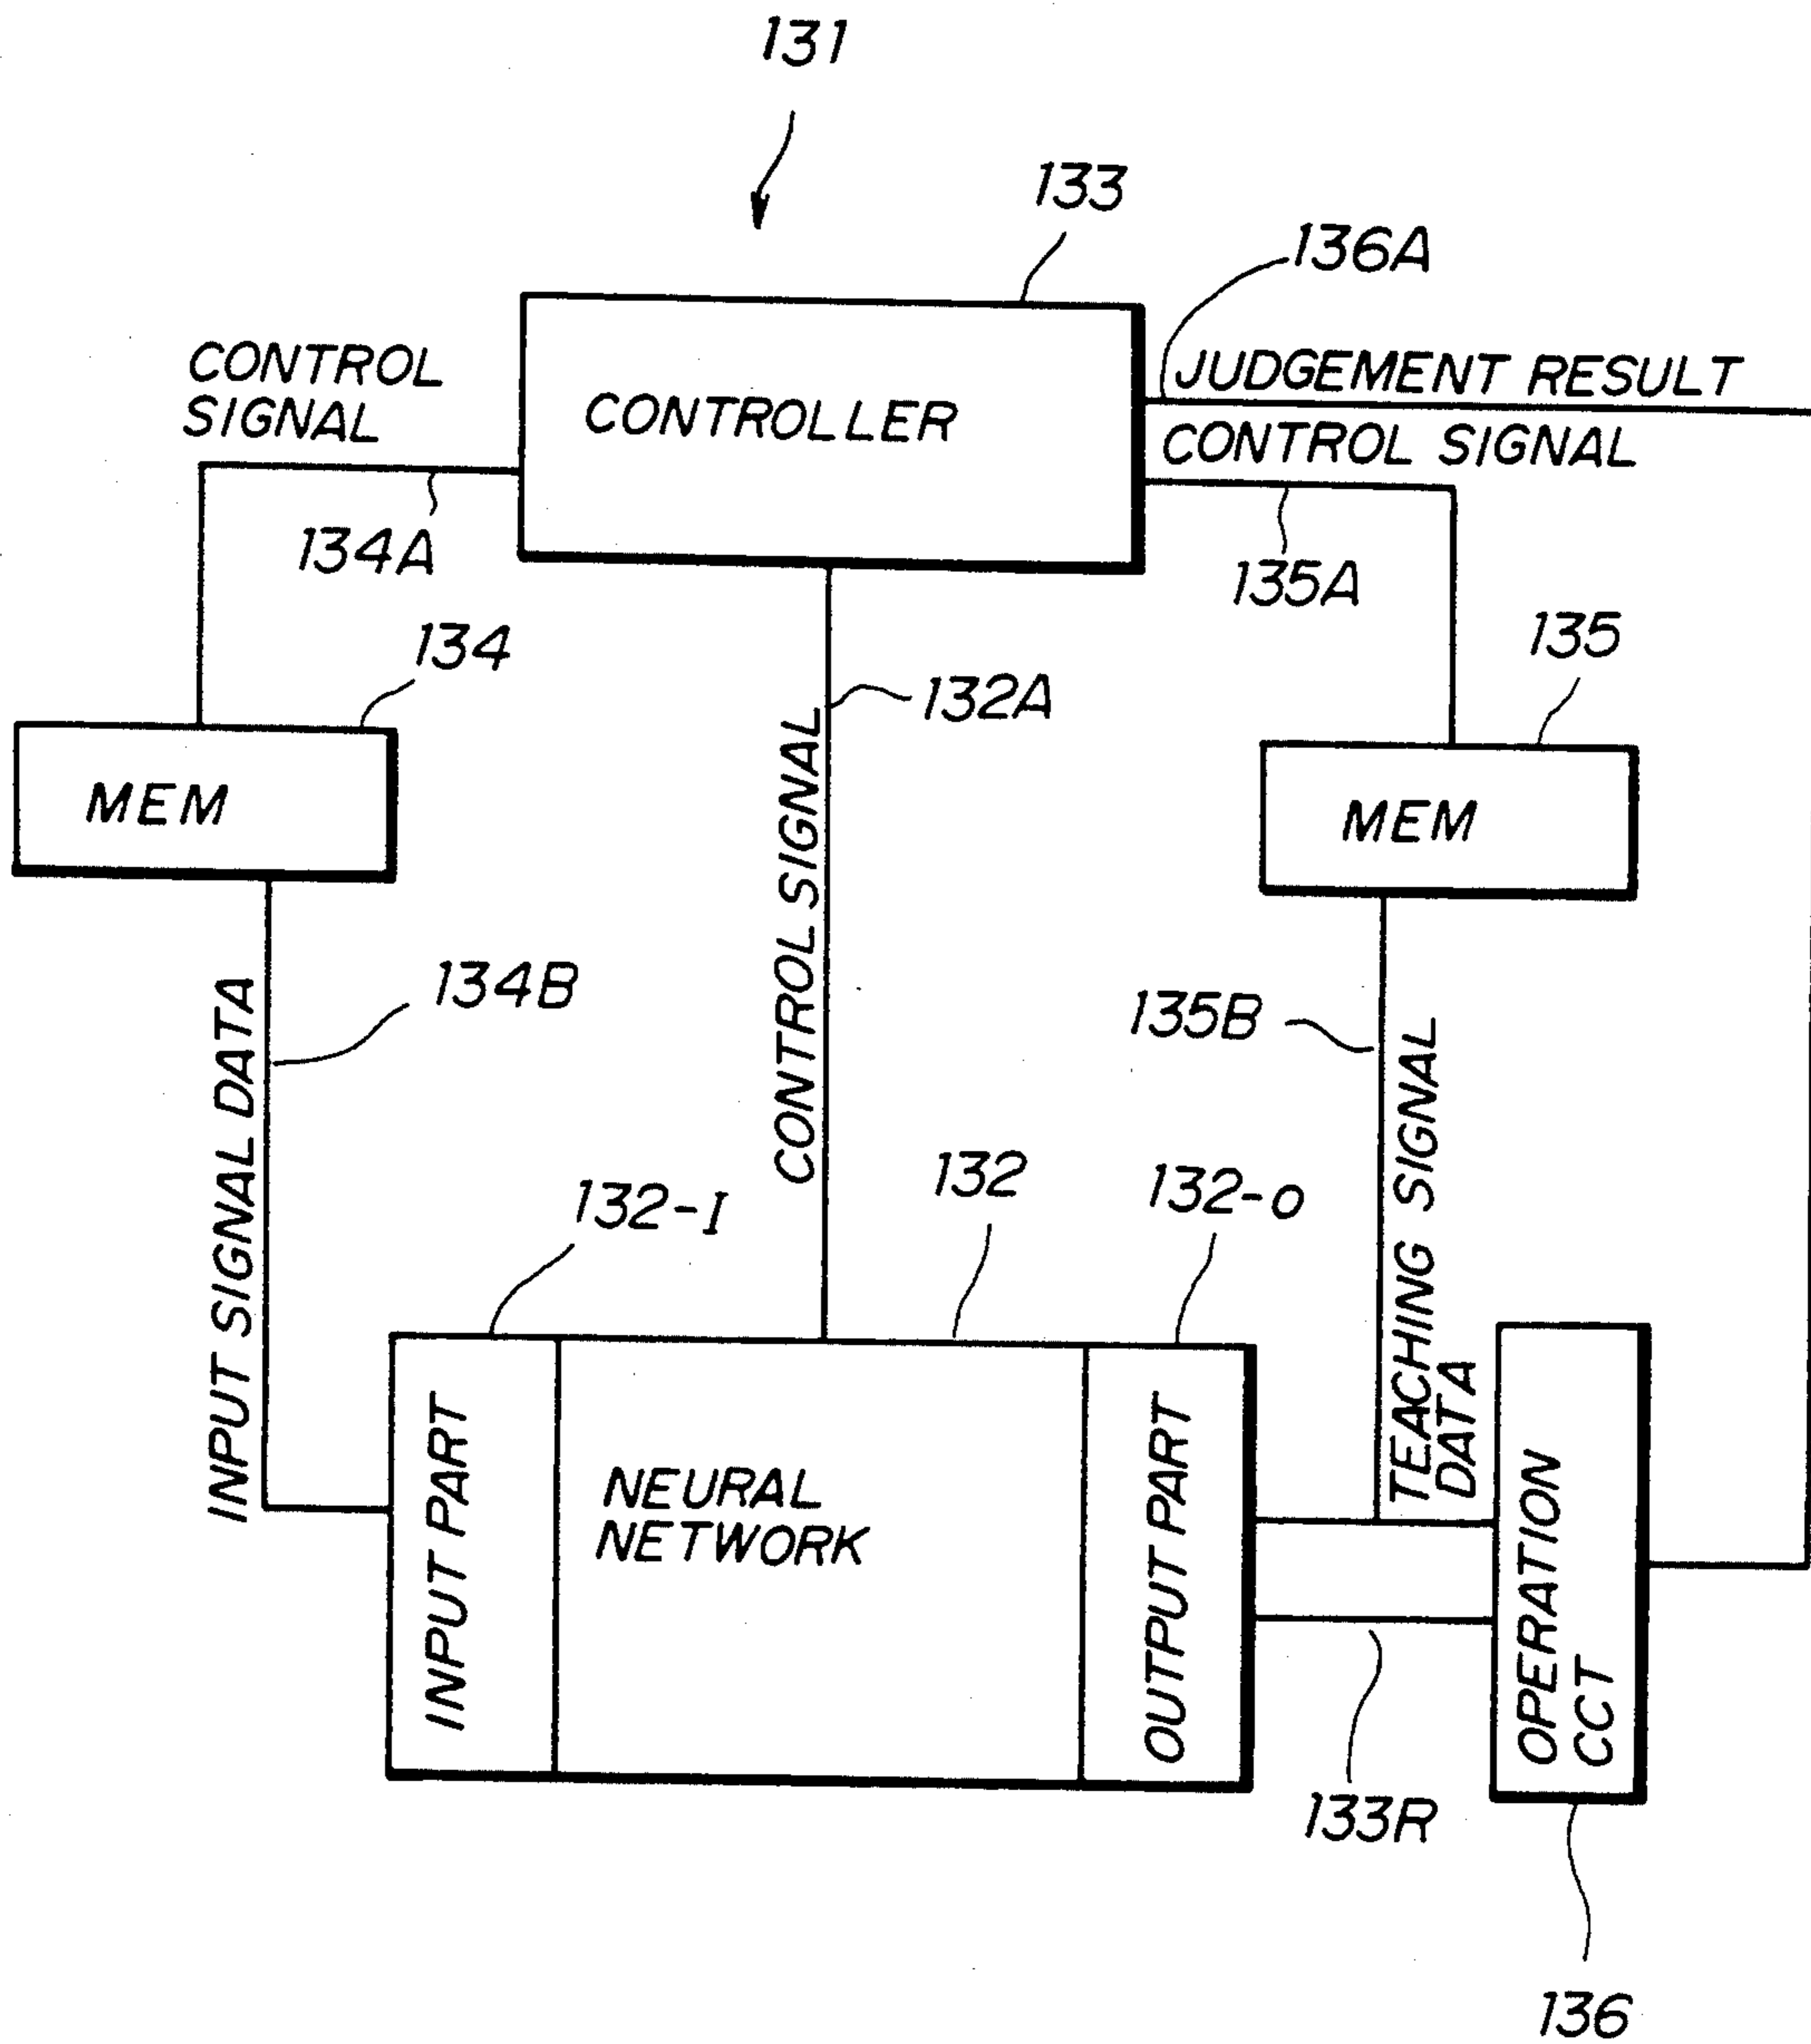 131
133
136A
CONTROL
SIGNAL
CONTROLLER
JUDGEMENT RESULT
CONTROL SIGNAL
134A
135A
134
135
132A
MEM
MEM
CONTROL SIGNAL
134B
135B
INPUT SIGNAL DATA
TEACHING SIGNAL
DATA
132-I
132
132-O
INPUT PART
NEURAL
NETWORK
OUTPUT PART
OPERATION
CCT
133R
136